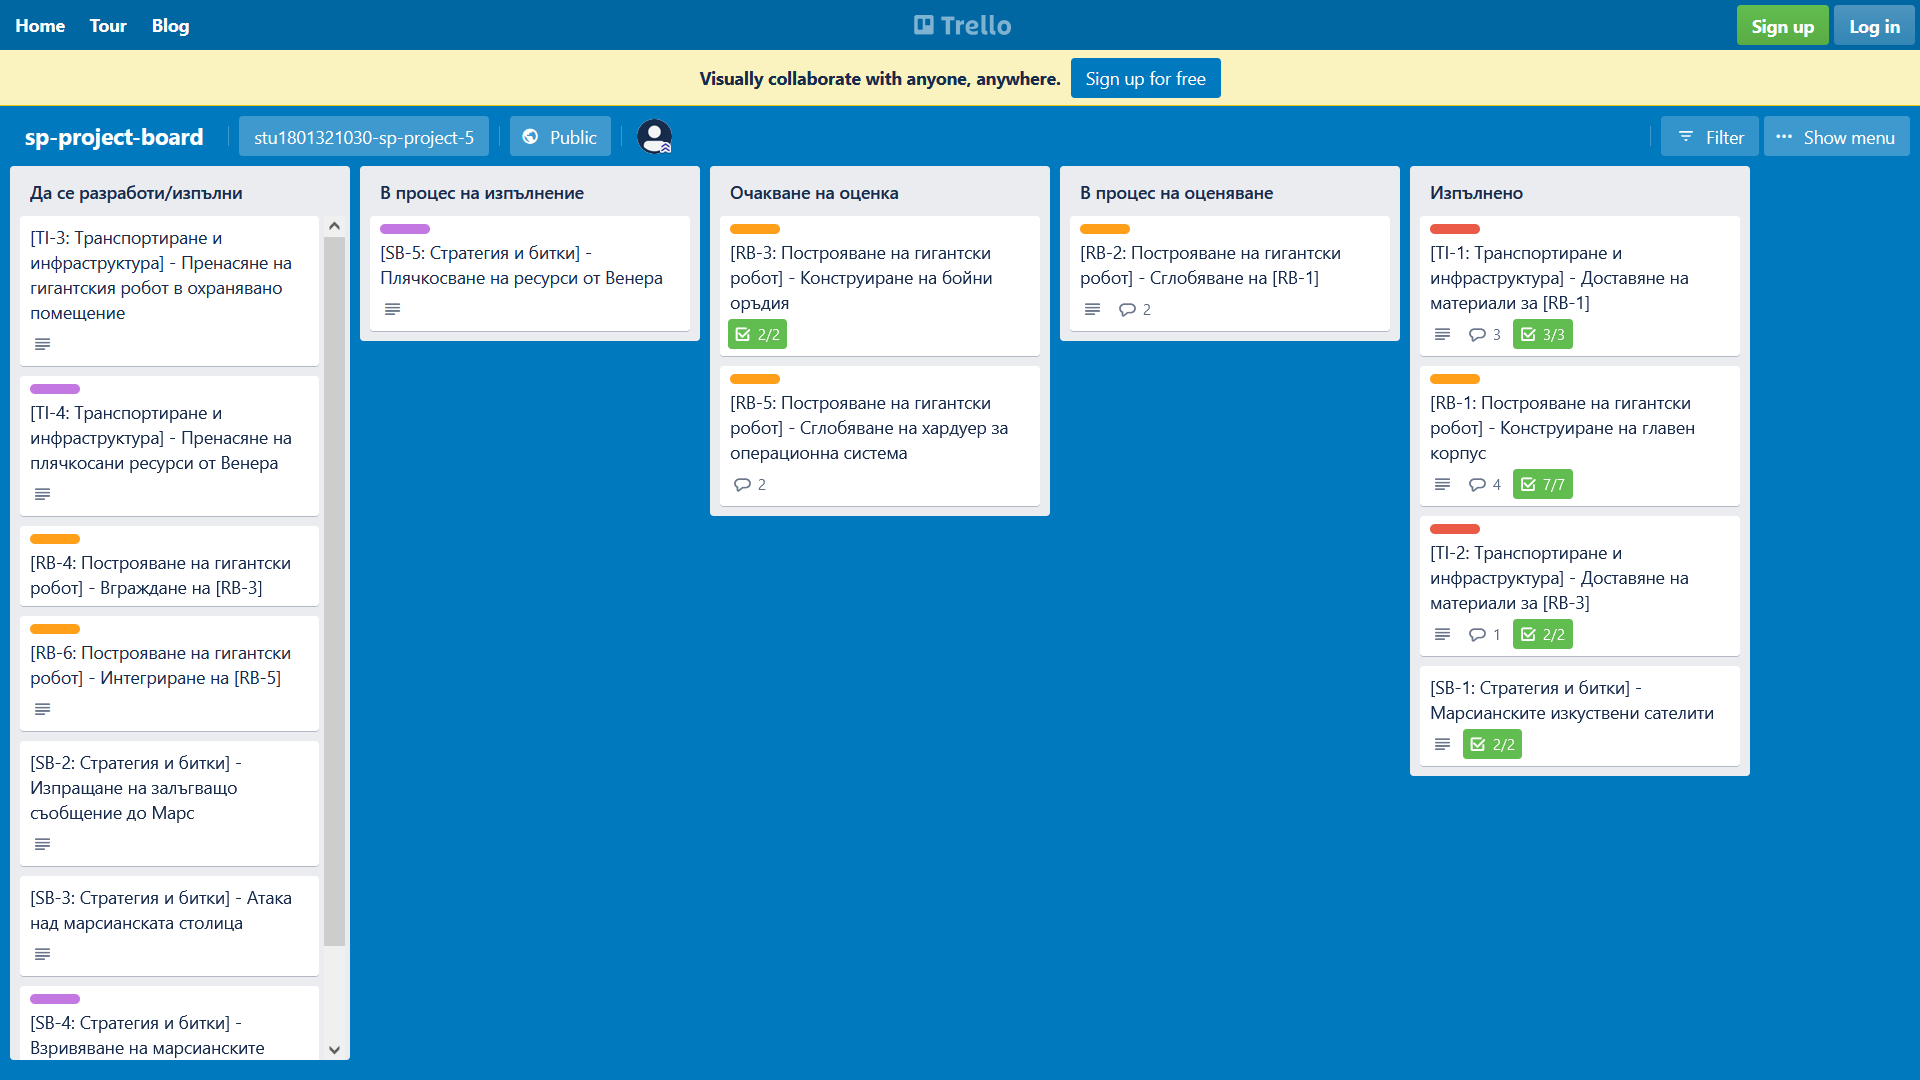 Home Tour Blog Trello Sign up Log in
Visually collaborate with anyone, anywhere. Sign up for free
sp-project-board stu1801321030-sp-project-5 Public Filter Show menu
Да се разработи/изпълни
[TI-3: Транспортиране и
инфраструктура] - Пренасяне на
гигантския робот в охранявано
помещение
[TI-4: Транспортиране и
инфраструктура] - Пренасяне на
плячкосани ресурси от Венера
[RB-4: Построяване на гигантски
робот] - Вграждане на [RB-3]
[RB-6: Построяване на гигантски
робот] - Интегриране на [RB-5]
[SB-2: Стратегия и битки] -
Изпращане на залъгващо
съобщение до Марс
[SB-3: Стратегия и битки] - Атака
над марсианската столица
[SB-4: Стратегия и битки] -
Взривяване на марсианските
В процес на изпълнение
[SB-5: Стратегия и битки] -
Плячкосване на ресурси от Венера
Очакване на оценка
[RB-3: Построяване на гигантски
робот] - Конструиране на бойни
оръдия
2/2
[RB-5: Построяване на гигантски
робот] - Сглобяване на хардуер за
операционна система
2
В процес на оценяване
[RB-2: Построяване на гигантски
робот] - Сглобяване на [RB-1]
2
Изпълнено
[TI-1: Транспортиране и
инфраструктура] - Доставяне на
материали за [RB-1]
3 3/3
[RB-1: Построяване на гигантски
робот] - Конструиране на главен
корпус
4 7/7
[TI-2: Транспортиране и
инфраструктура] - Доставяне на
материали за [RB-3]
1 2/2
[SB-1: Стратегия и битки] -
Марсианските изкуствени сателити
2/2